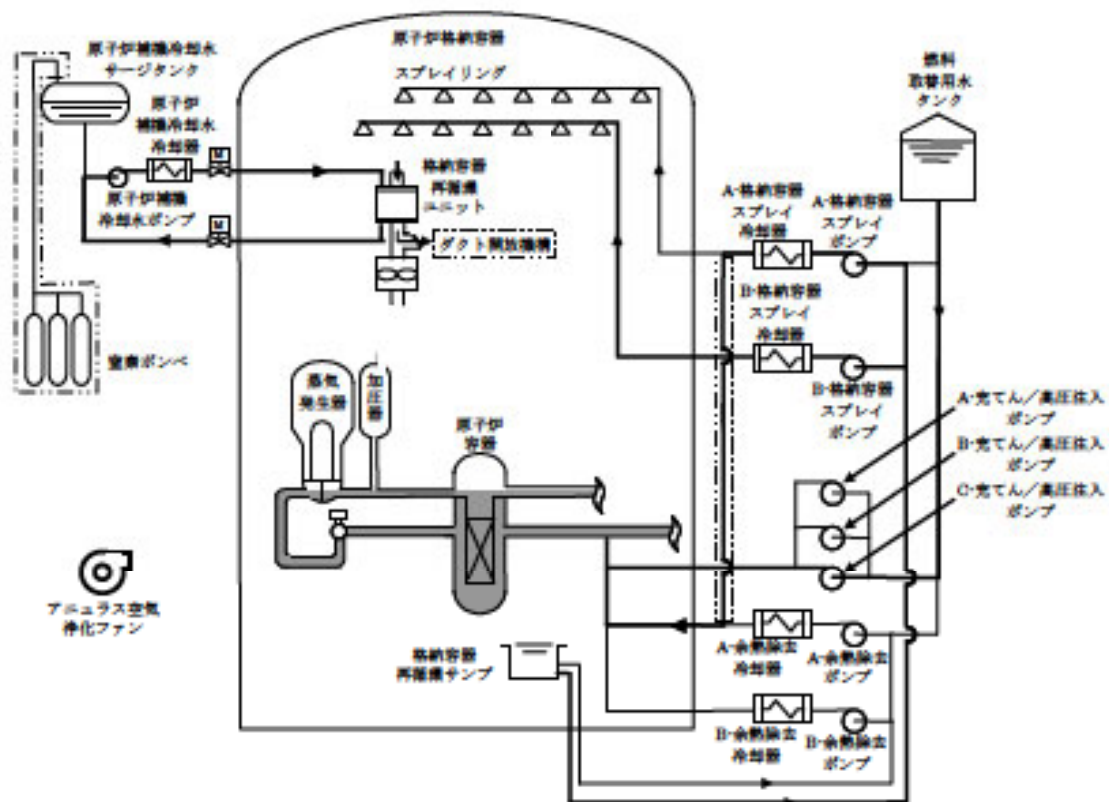 原子炉補機冷却水
サージタンク
原子炉
補機冷却水
冷却器
原子炉補機
冷却水ポンプ
M
M
窒素ボンベ
原子炉格納容器
スプレイリング
格納容器
再循環
ユニット
ダクト開放機構
燃料
取替用水
タンク
A-格納容器
スプレイ
冷却器
A-格納容器
スプレイ
ポンプ
B-格納容器
スプレイ
冷却器
B-格納容器
スプレイ
ポンプ
蒸気
発生器
加
圧
器
原子炉
容器
A-充てん/高圧注入
ポンプ
B-充てん/高圧注入
ポンプ
C-充てん/高圧注入
ポンプ
アニュラス空気
浄化ファン
格納容器
再循環サンプ
A-余熱除去
冷却器
A-余熱除去
ポンプ
B-余熱除去
冷却器
B-余熱除去
ポンプ